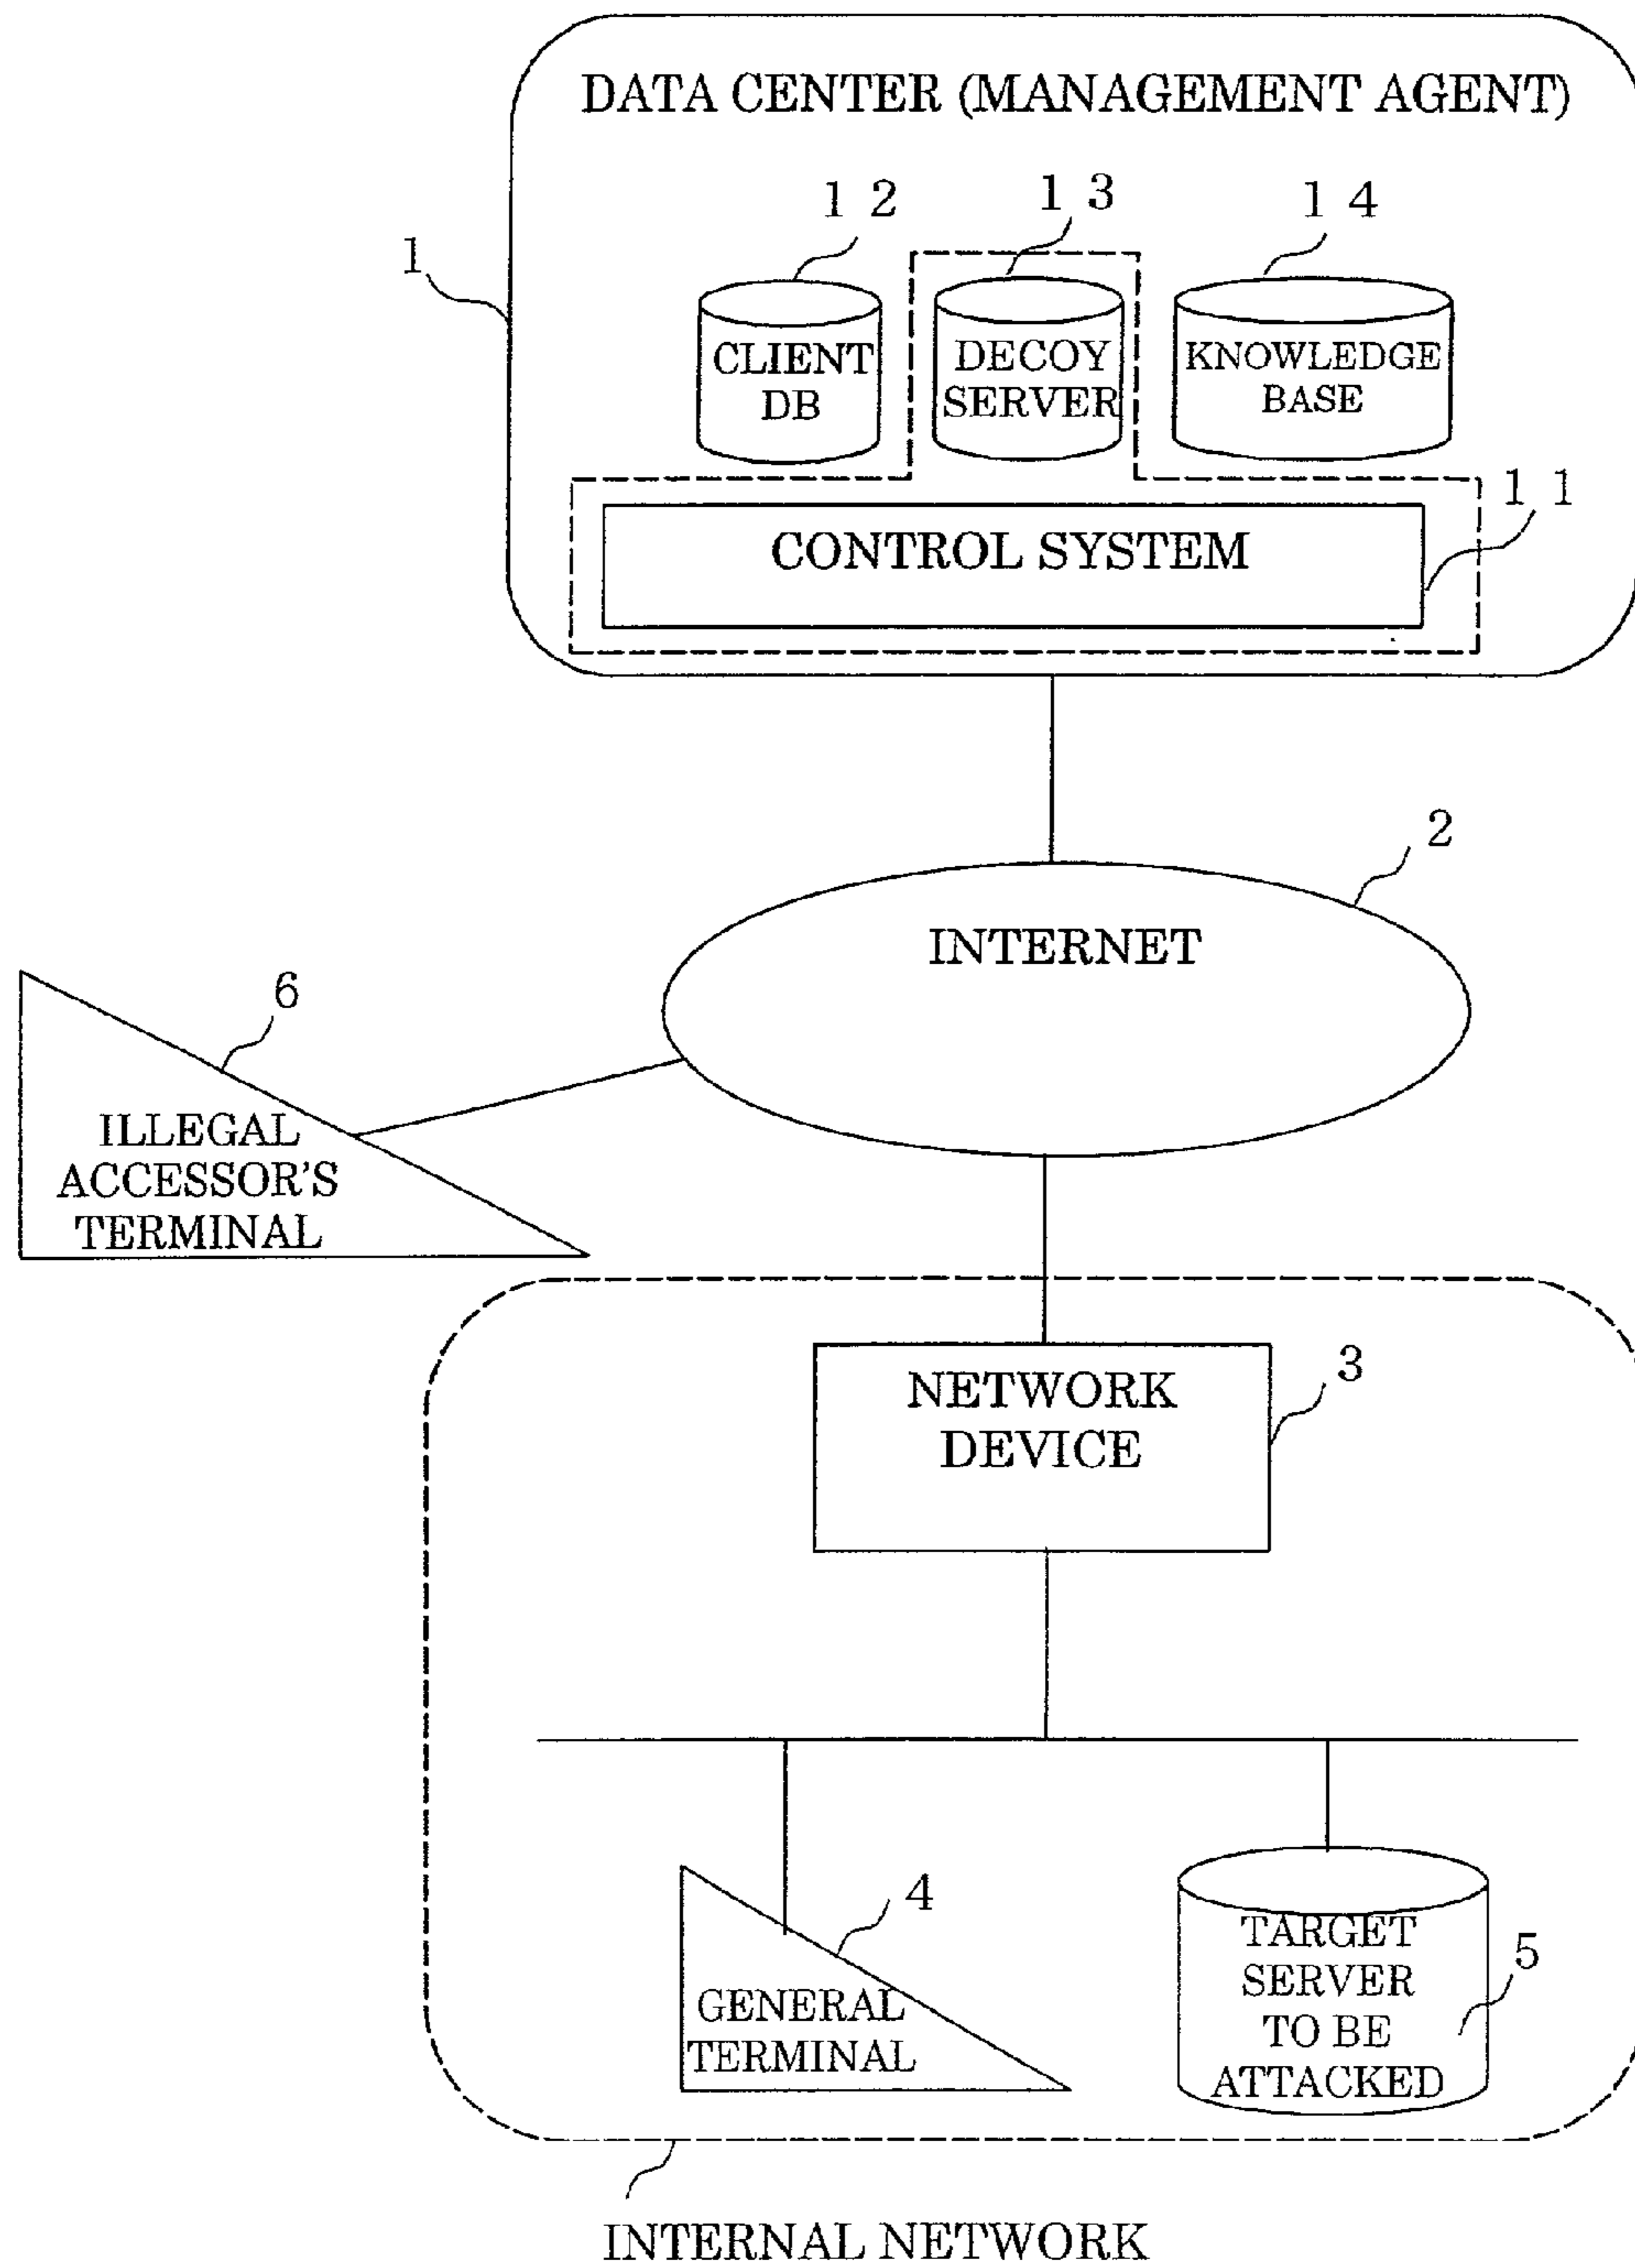 DATA CENTER (MANAGEMENT AGENT)
1 2
1 3
1 4
1
CLIENT
DB
DECOY
SERVER
KNOWLEDGE
BASE
1 1
CONTROL SYSTEM
2
INTERNET
6
ILLEGAL
ACCESSOR'S
TERMINAL
3
NETWORK
DEVICE
4
GENERAL
TERMINAL
5
TARGET
SERVER
TO BE
ATTACKED
INTERNAL NETWORK